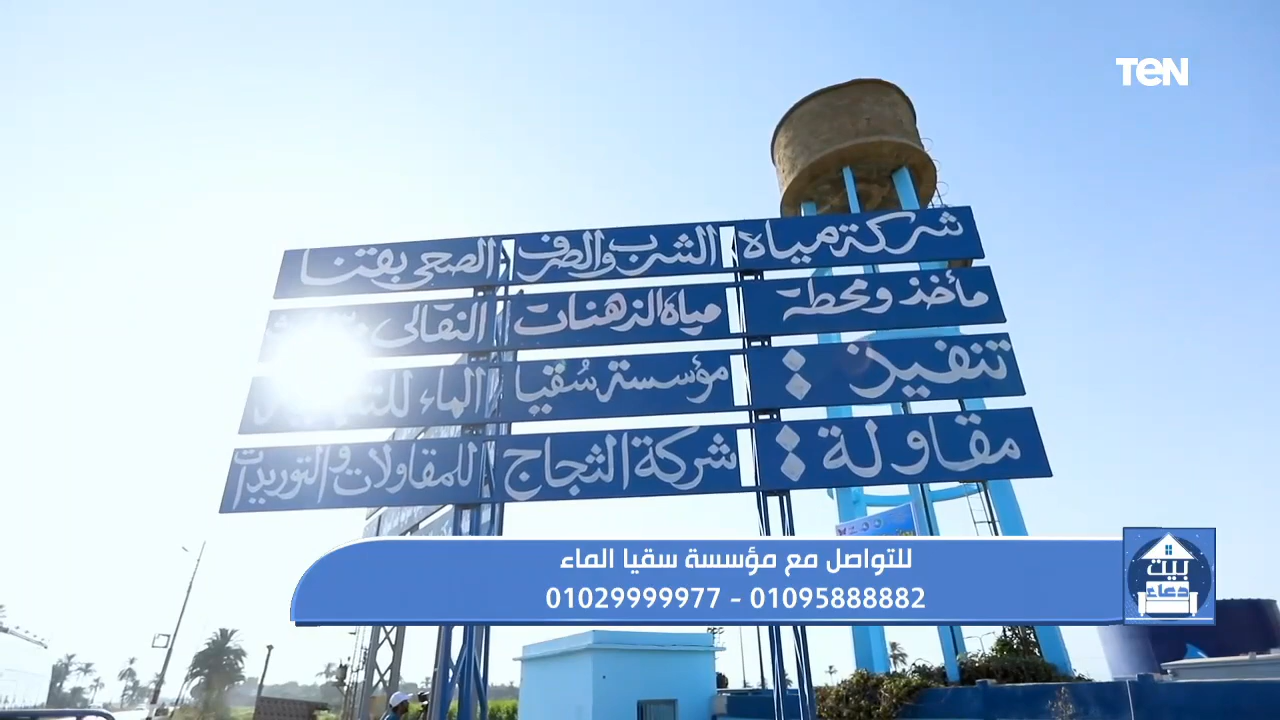 TEN
شركة مياه الشرب والصرف الصحي بقنا
مأخذ ومحطة مياه الزهنات النقالى
تنفيذ : مؤسسة سُقيا الماء
مقاولة : شركة الثجاج للمقاولات والتوريدات
للتواصل مع مؤسسة سقيا الماء
01029999977 - 01095888882
بيت
دعاء